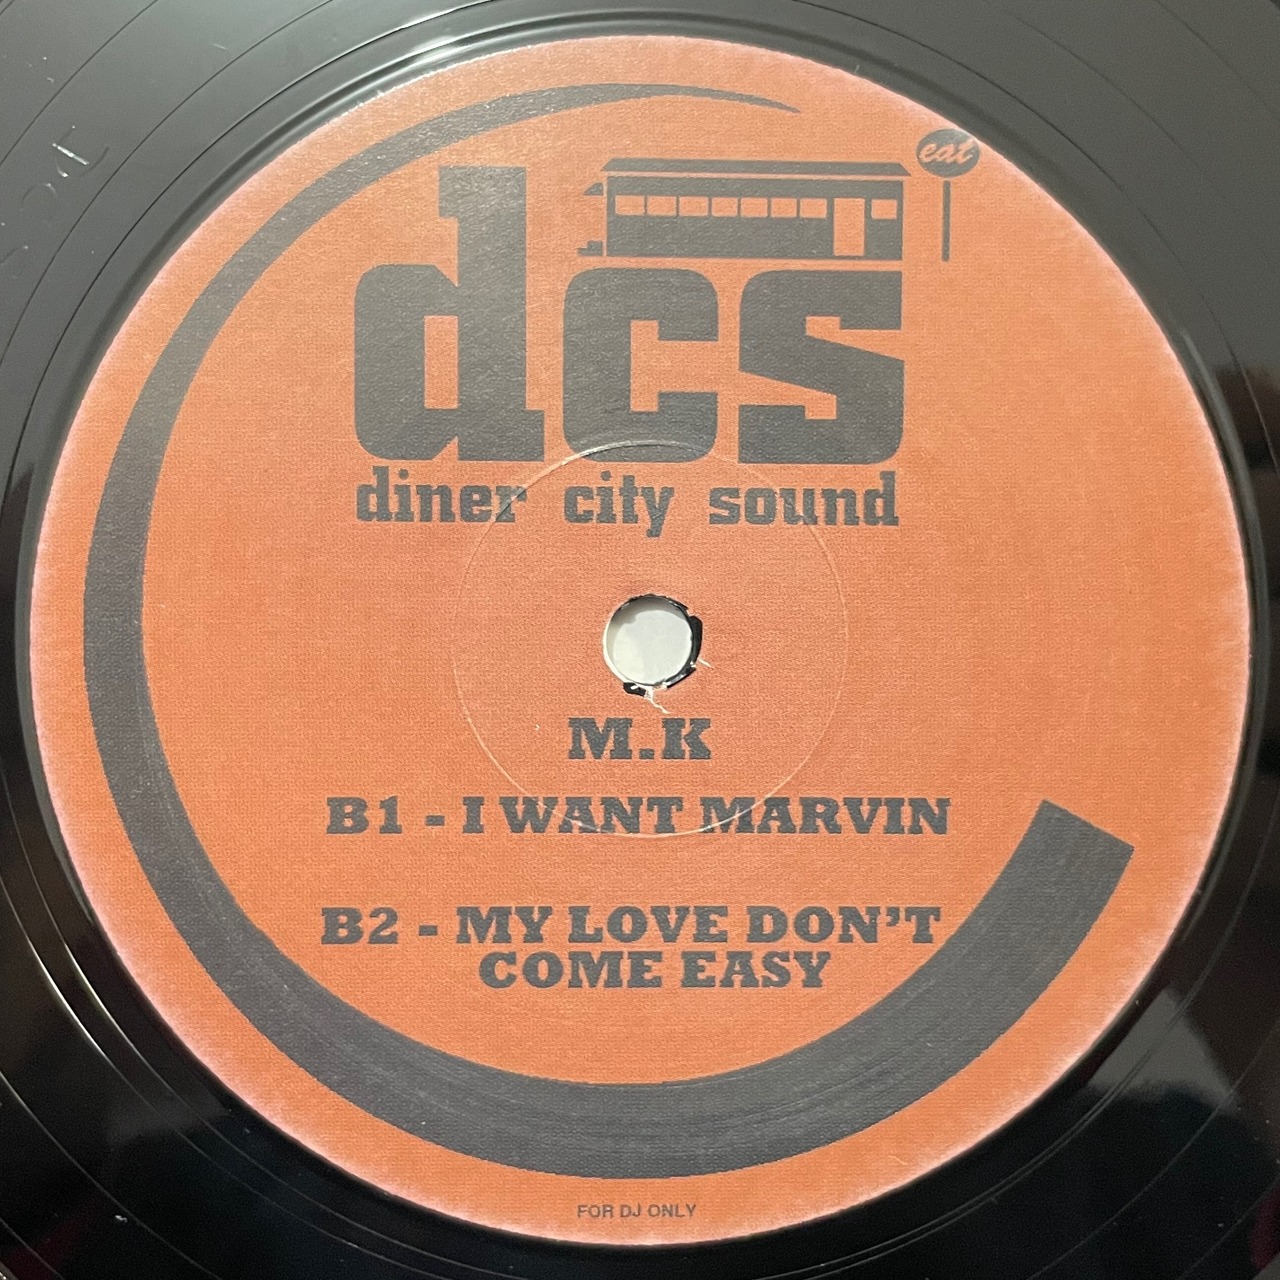 eat
dcs
diner city sound
M.K
B1 - I WANT MARVIN
B2 - MY LOVE DON'T
COME EASY
FOR DJ ONLY